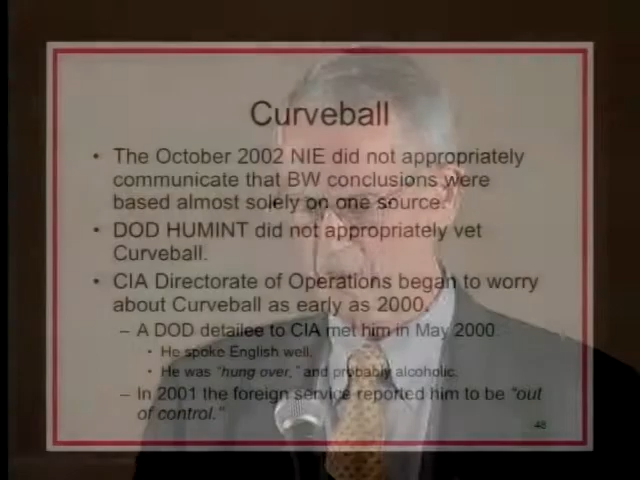 Curveball
• The October 2002 NIE did not appropriately
communicate that BW conclusions were
based almost solely on one source.
• DOD HUMINT did not appropriately vet
Curveball.
• CIA Directorate of Operations began to worry
about Curveball as early as 2000.
– A DOD detailee to CIA met him in May 2000.
• He spoke English well.
• He was "hung over," and probably alcoholic.
– In 2001 the foreign service reported him to be "out
of control."
48